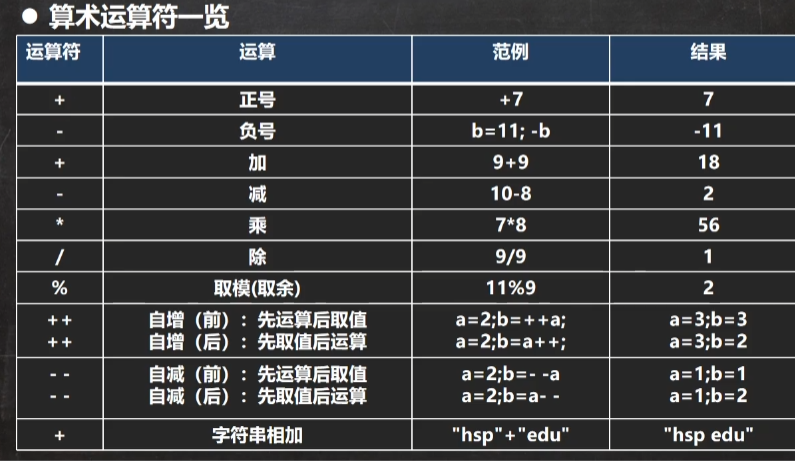 ● 算术运算符一览
运算符 运算 范例 结果
+ 正号 +7 7
- 负号 b=11; -b -11
+ 加 9+9 18
- 减 10-8 2
* 乘 7*8 56
/ 除 9/9 1
% 取模(取余) 11%9 2
++ 自增（前）：先运算后取值 a=2;b=++a; a=3;b=3
++ 自增（后）：先取值后运算 a=2;b=a++; a=3;b=2
- - 自减（前）：先运算后取值 a=2;b=- -a a=1;b=1
- - 自减（后）：先取值后运算 a=2;b=a- - a=1;b=2
+ 字符串相加 "hsp"+"edu" "hsp edu"